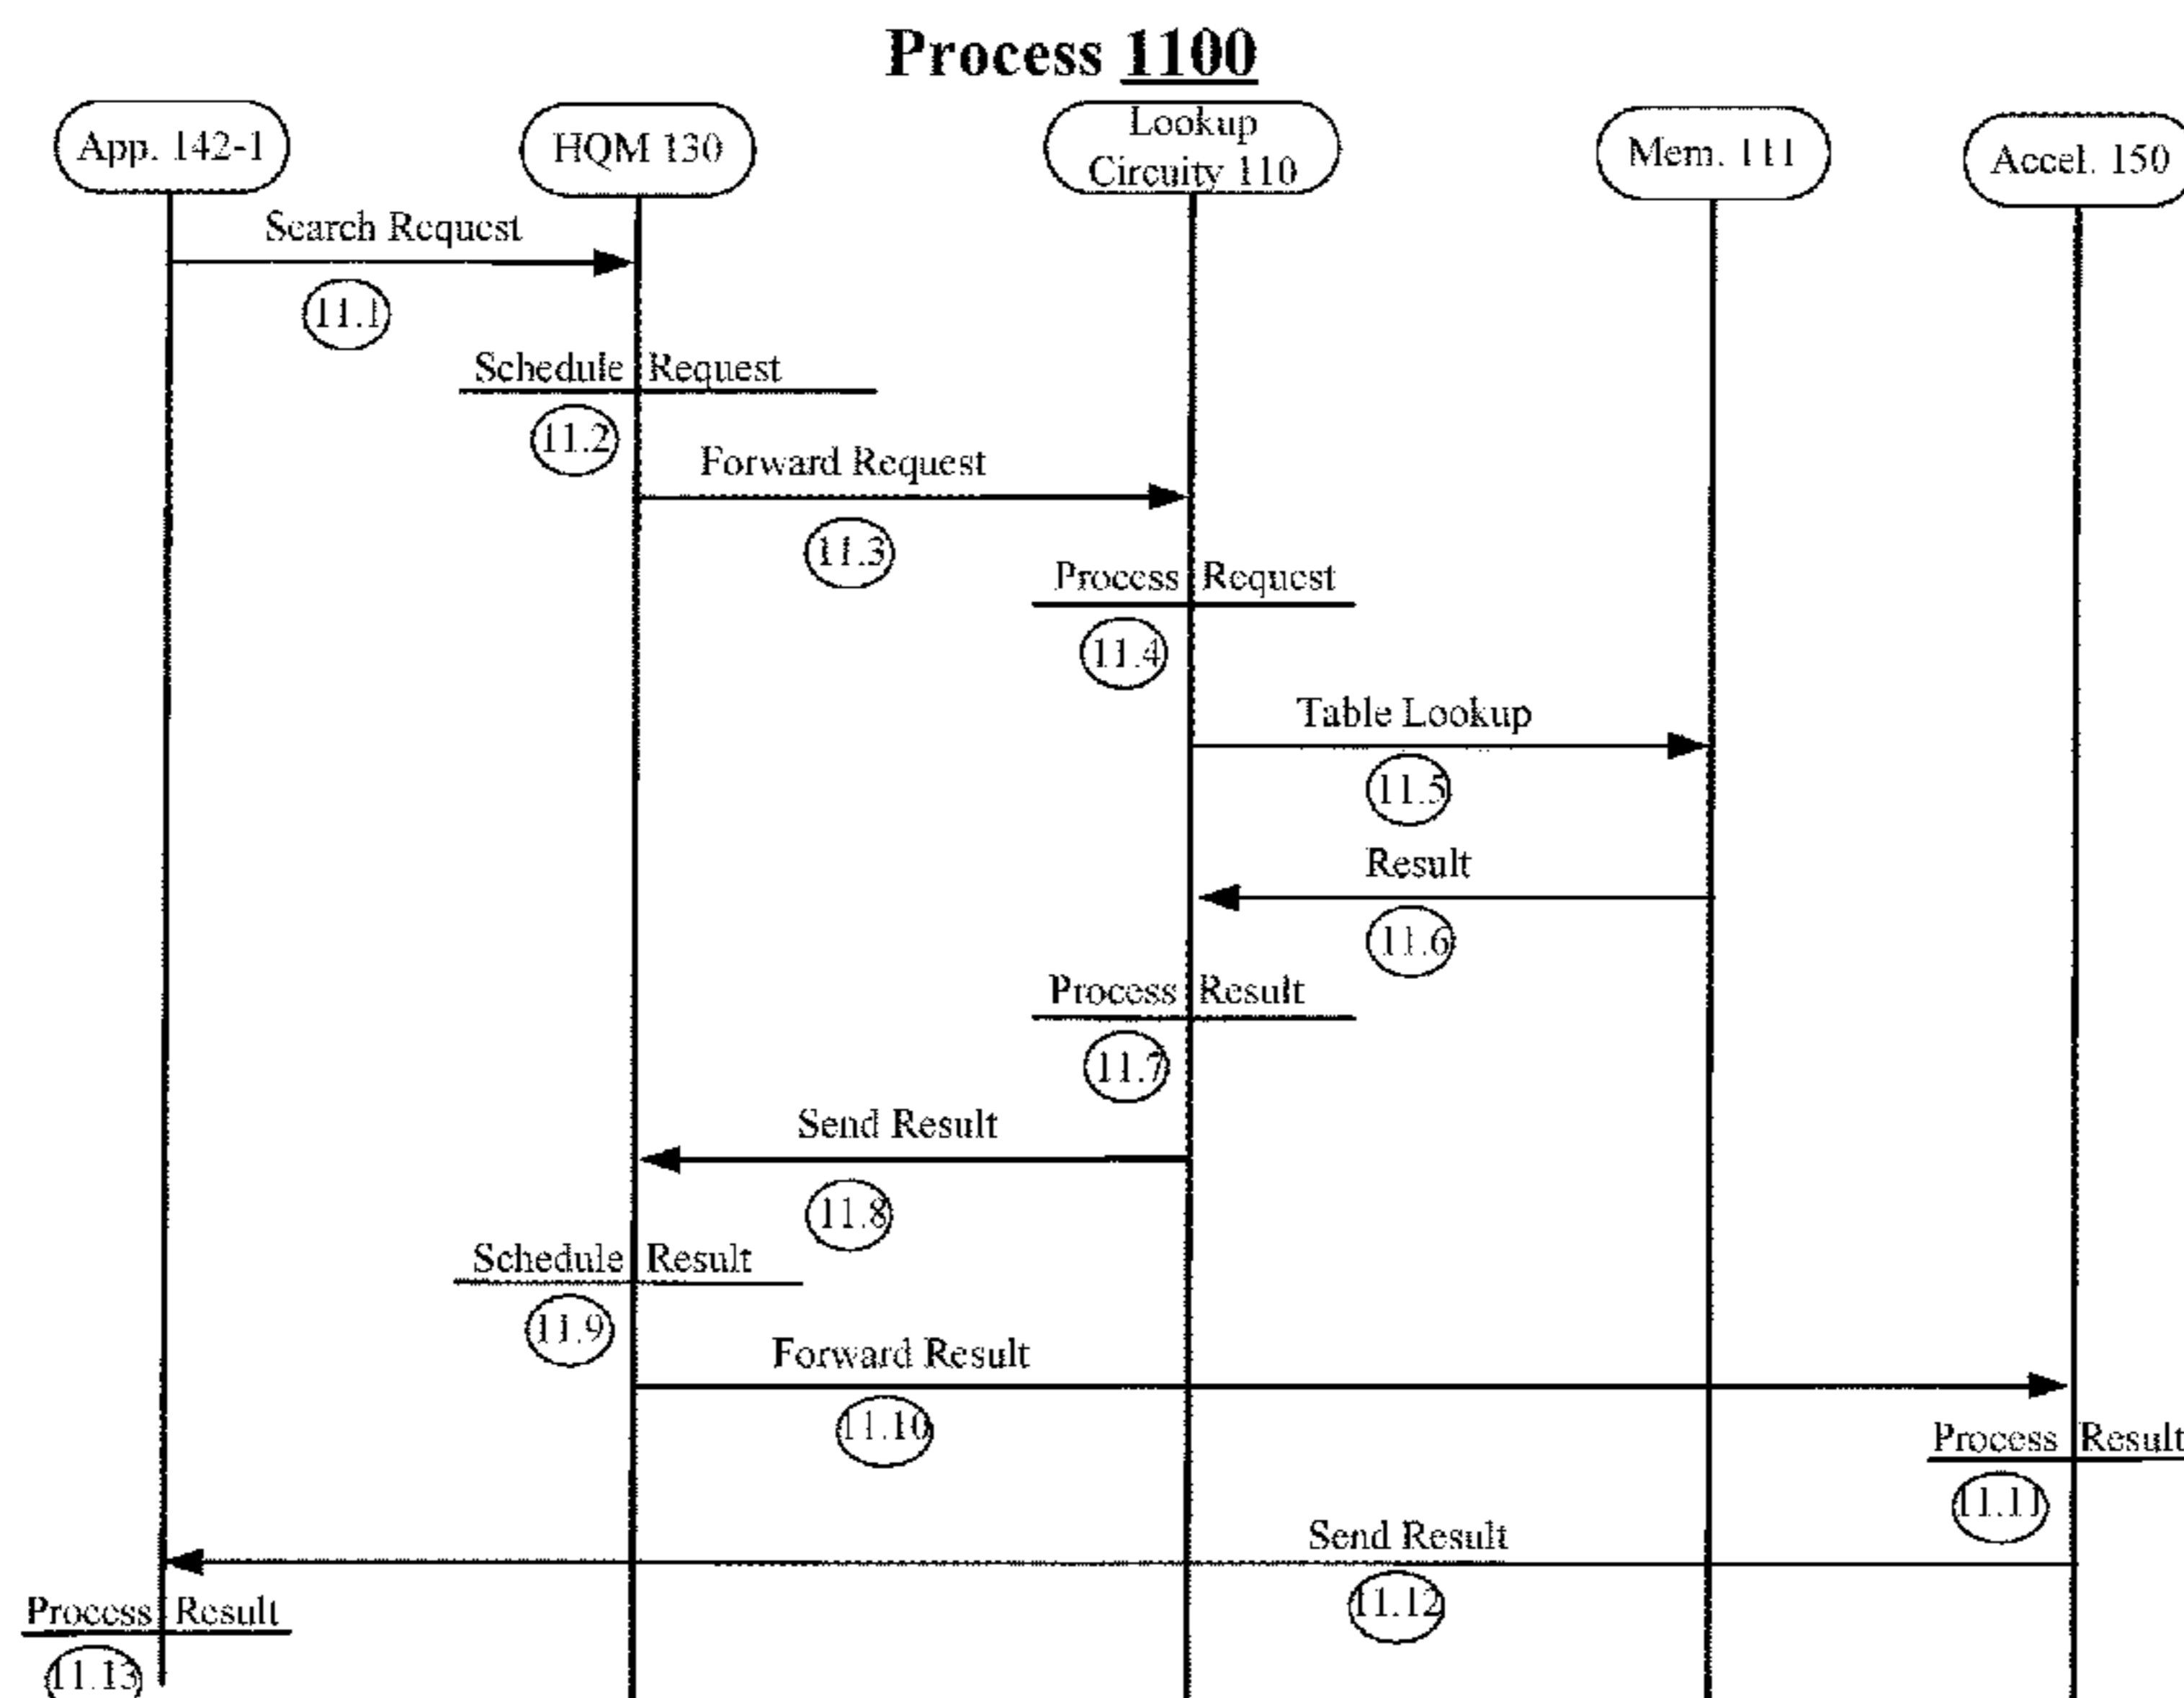 Process 1100
App. 142-1
HQM 130
Lookup
Circuity 110
Mem. 111
Accel. 150
Search Request
11.1
Schedule Request
11.2
Forward Request
11.3
Process Request
11.4
Table Lookup
11.5
Result
11.6
Process Result
11.7
Send Result
11.8
Schedule Result
11.9
Forward Result
11.10
Process Result
11.11
Send Result
11.12
Process Result
11.13